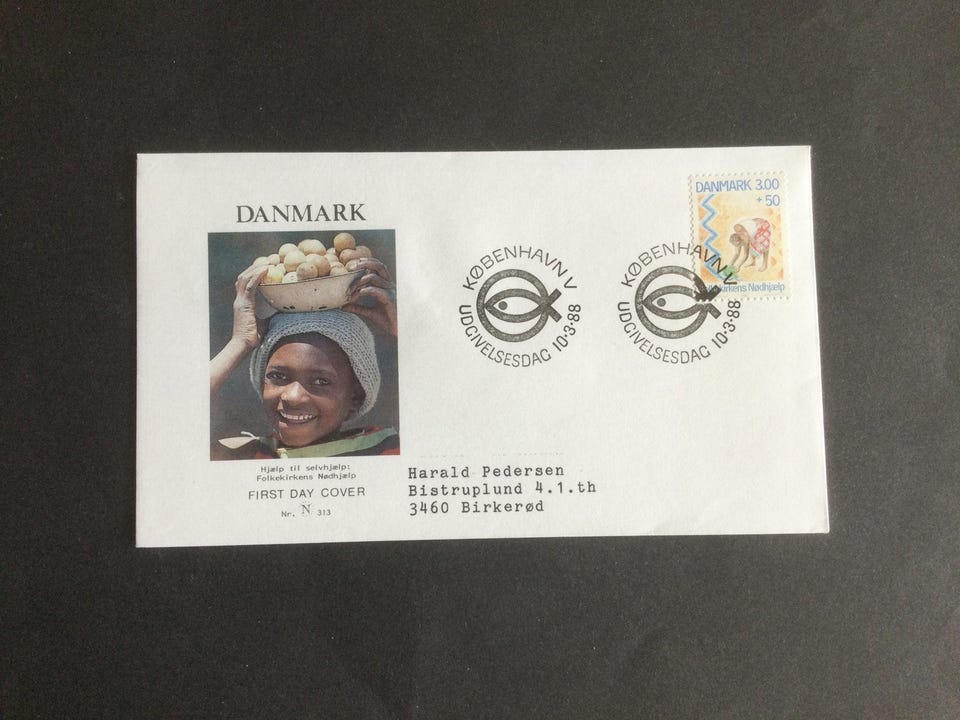 DANMARK
Hjælp til selvhjælp:
Folkekirkens Nødhjælp
FIRST DAY COVER
Nr. N 313
KØBENHAVN V
UDGIVELSESDAG 10·3·88
KØBENHAVN V
UDGIVELSESDAG 10·3·88
DANMARK 3.00
+50
Folkekirkens Nødhjælp
Harald Pedersen
Bistruplund 4.1.th
3460 Birkerød